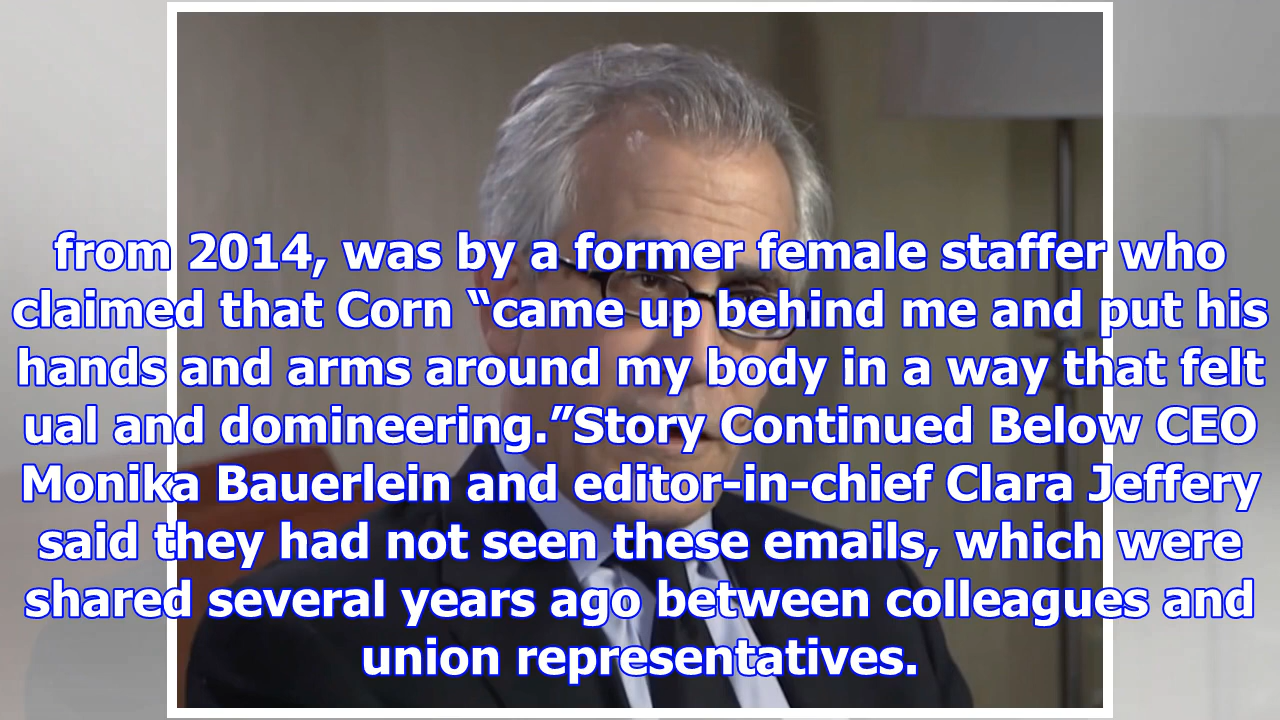 from 2014, was by a former female staffer who
claimed that Corn “came up behind me and put his
hands and arms around my body in a way that felt
ual and domineering.”Story Continued Below CEO
Monika Bauerlein and editor-in-chief Clara Jeffery
said they had not seen these emails, which were
shared several years ago between colleagues and
union representatives.